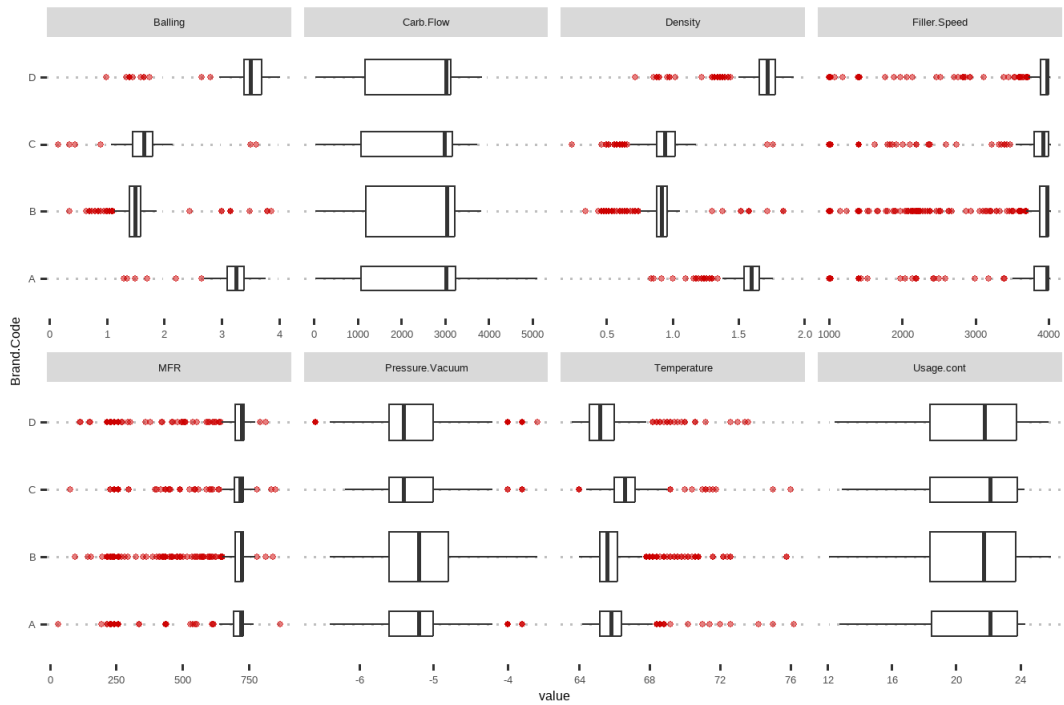 Balling Carb.Flow Density Filler.Speed
D
C
B
A
0 1 2 3 4 0 1000 2000 3000 4000 5000 0.5 1.0 1.5 2.0 1000 2000 3000 4000
Brand.Code
MFR Pressure.Vacuum Temperature Usage.cont
D
C
B
A
0 250 500 750 -6 -5 -4 64 68 72 76 12 16 20 24
value